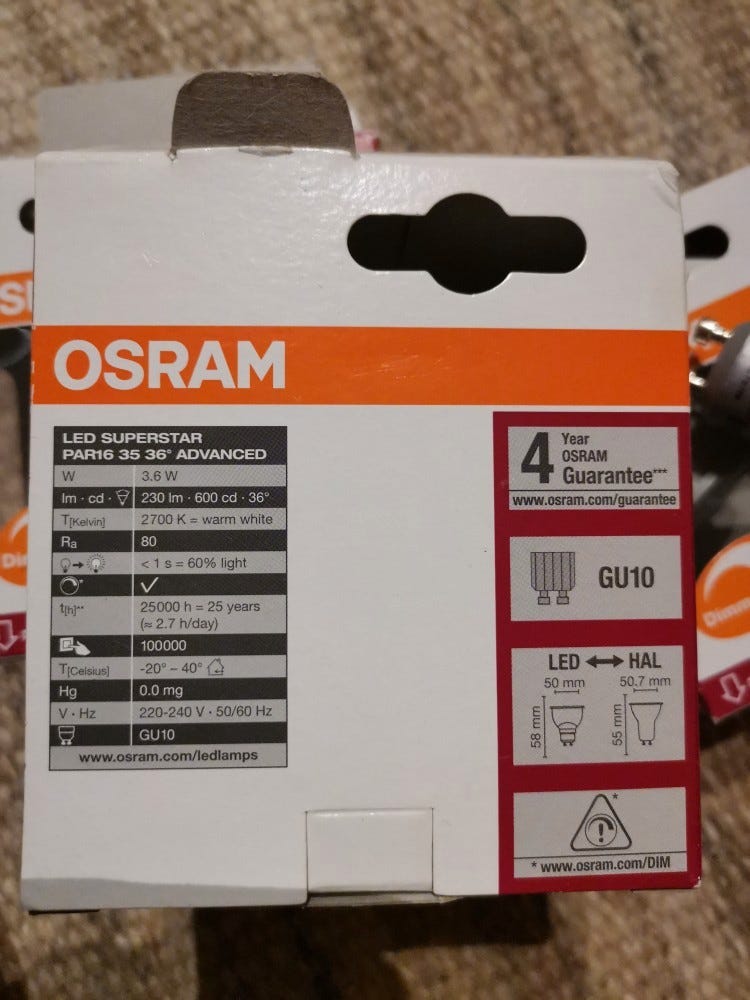 OSRAM
LED SUPERSTAR
PAR16 35 36° ADVANCED
W 3.6 W
lm · cd · 230 lm · 600 cd · 36°
T[Kelvin] 2700 K = warm white
Ra 80
< 1 s = 60% light
*
t[h]** 25000 h = 25 years
(≈ 2.7 h/day)
100000
T[Celsius] -20° – 40°
Hg 0.0 mg
V · Hz 220-240 V · 50/60 Hz
GU10
www.osram.com/ledlamps
4 Year
OSRAM
Guarantee***
www.osram.com/guarantee
GU10
LED ↔ HAL
50 mm 50.7 mm
58 mm 55 mm
*
* www.osram.com/DIM